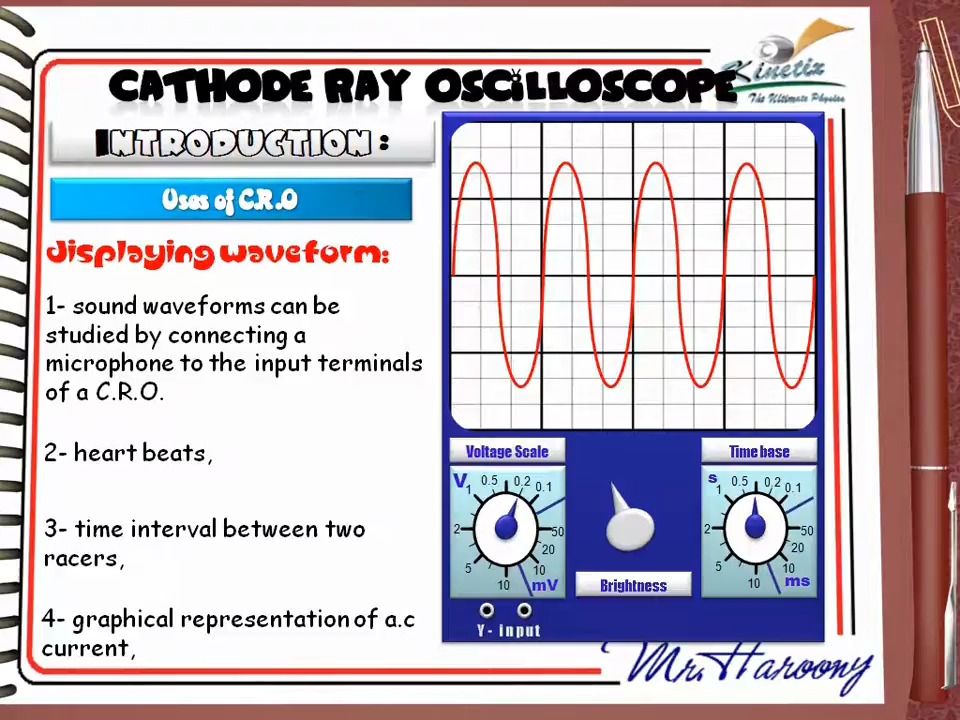 CATHODE RAY OSCILLOSCOPE
Kinetix
The Ultimate Physics
INTRODUCTION :
Uses of C.R.O
displaying waveform:
1- sound waveforms can be
studied by connecting a
microphone to the input terminals
of a C.R.O.
2- heart beats,
3- time interval between two
racers,
4- graphical representation of a.c
current,
Voltage Scale
V 1 0.5 0.2 0.1
2 50
5 20
10 10 mV
Y- input
Brightness
Time base
s 1 0.5 0.2 0.1
2 50
5 20
10 10 ms
Mr. Haroony